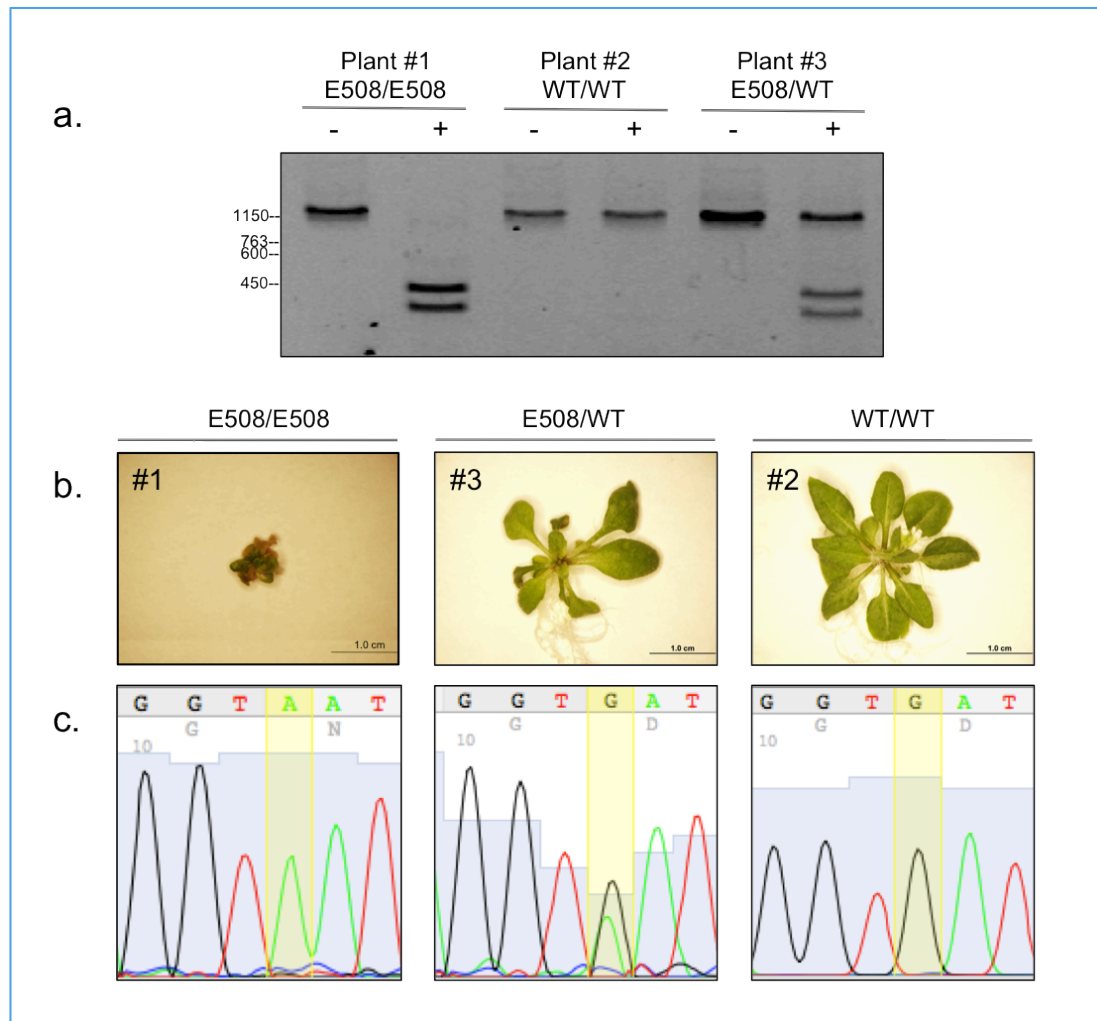 a.
Plant #1 Plant #2 Plant #3
E508/E508 WT/WT E508/WT
- + - + - +
1150--
763--
600--
450--
E508/E508 E508/WT WT/WT
b.
#1 #3 #2
1.0 cm 1.0 cm 1.0 cm
c.
G G T A A T G G T G A T G G T G A T
G N G D G D
10 10 10